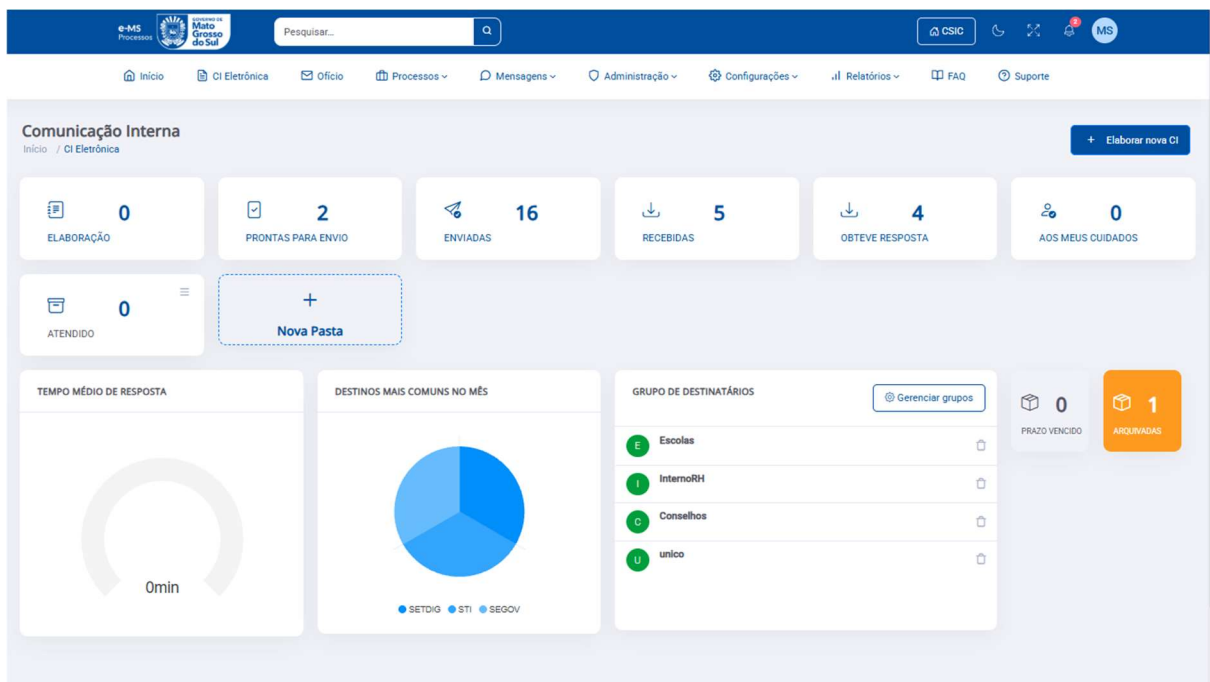 e-MS
Processos
GOVERNO DE
Mato
Grosso
do Sul
Pesquisar...
CSIC
2
MS
Início
CI Eletrônica
Ofício
Processos
Mensagens
Administração
Configurações
Relatórios
FAQ
Suporte
Comunicação Interna
Início / CI Eletrônica
+ Elaborar nova CI
0
ELABORAÇÃO
2
PRONTAS PARA ENVIO
16
ENVIADAS
5
RECEBIDAS
4
OBTEVE RESPOSTA
0
AOS MEUS CUIDADOS
0
ATENDIDO
+
Nova Pasta
TEMPO MÉDIO DE RESPOSTA
0min
DESTINOS MAIS COMUNS NO MÊS
SETDIG STI SEGOV
GRUPO DE DESTINATÁRIOS
Gerenciar grupos
E Escolas
I InternoRH
C Conselhos
U unico
0
PRAZO VENCIDO
1
ARQUIVADAS